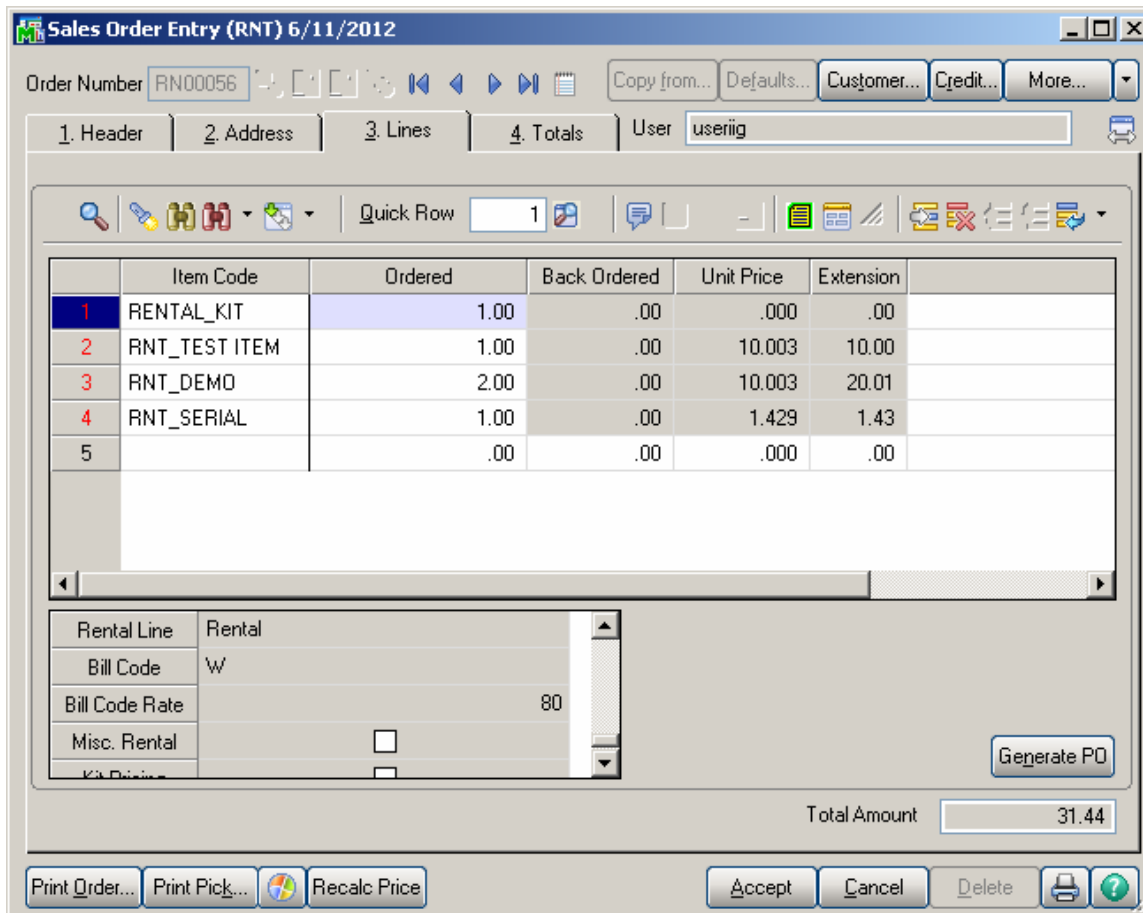 Sales Order Entry (RNT) 6/11/2012
Order Number RN00056 Copy from... Defaults... Customer... Credit... More...
1. Header 2. Address 3. Lines 4. Totals User useriig
Quick Row 1
Item Code Ordered Back Ordered Unit Price Extension
1 RENTAL_KIT 1.00 .00 .000 .00
2 RNT_TEST ITEM 1.00 .00 10.003 10.00
3 RNT_DEMO 2.00 .00 10.003 20.01
4 RNT_SERIAL 1.00 .00 1.429 1.43
5 .00 .00 .000 .00
Rental Line Rental
Bill Code W
Bill Code Rate 80
Misc. Rental
Kit Pricing
Generate PO
Total Amount 31.44
Print Order... Print Pick... Recalc Price Accept Cancel Delete